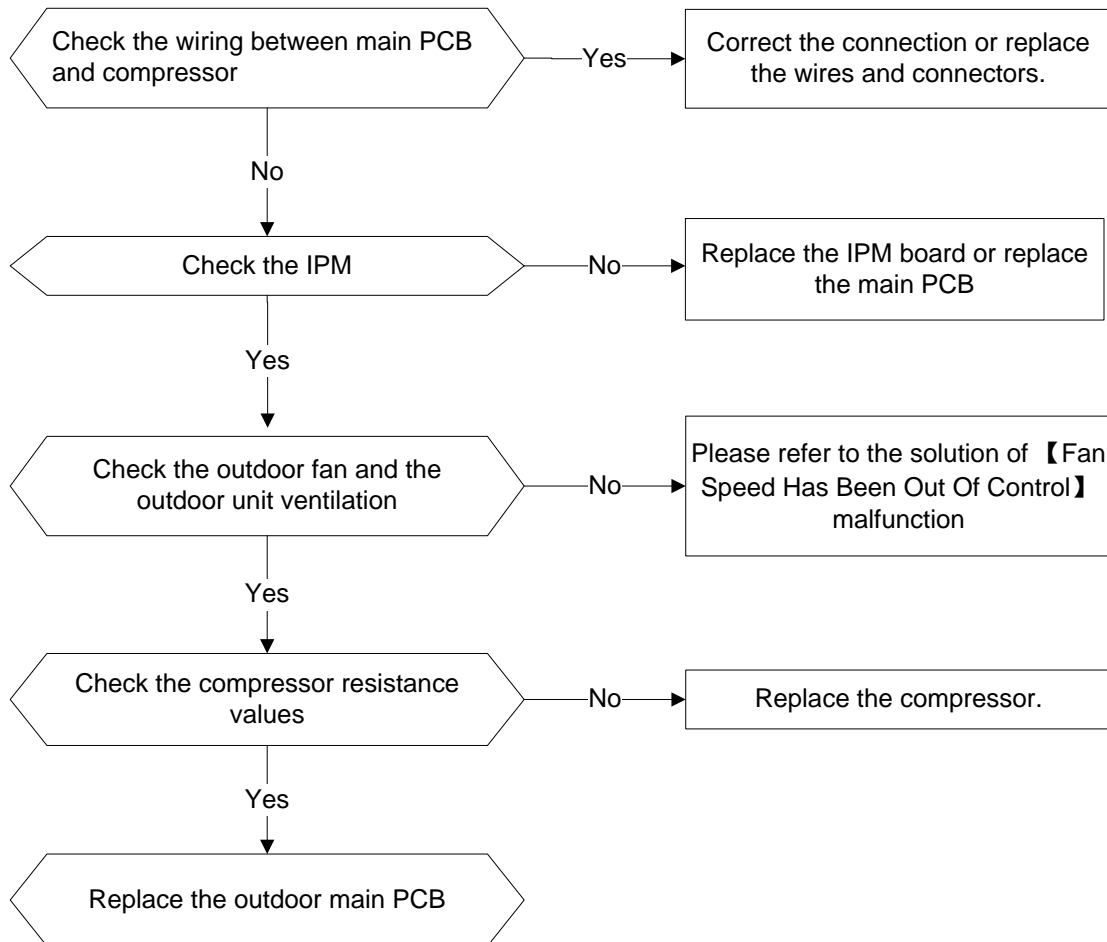 Check the wiring between main PCB
and compressor
Yes
Correct the connection or replace
the wires and connectors.
No
Check the IPM
No
Replace the IPM board or replace
the main PCB
Yes
Check the outdoor fan and the
outdoor unit ventilation
No
Please refer to the solution of 【Fan
Speed Has Been Out Of Control】
malfunction
Yes
Check the compressor resistance
values
No
Replace the compressor.
Yes
Replace the outdoor main PCB